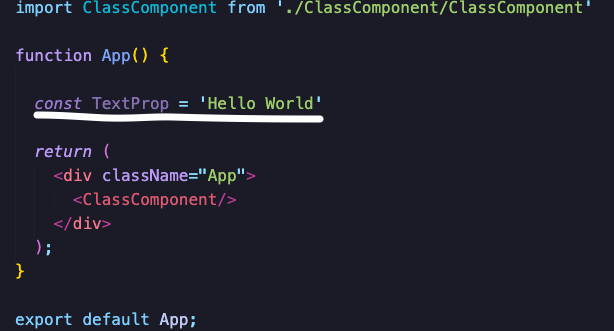 import ClassComponent from './ClassComponent/ClassComponent'
function App() {
const TextProp = 'Hello World'
return (
<div className="App">
<ClassComponent/>
</div>
);
}
export default App;